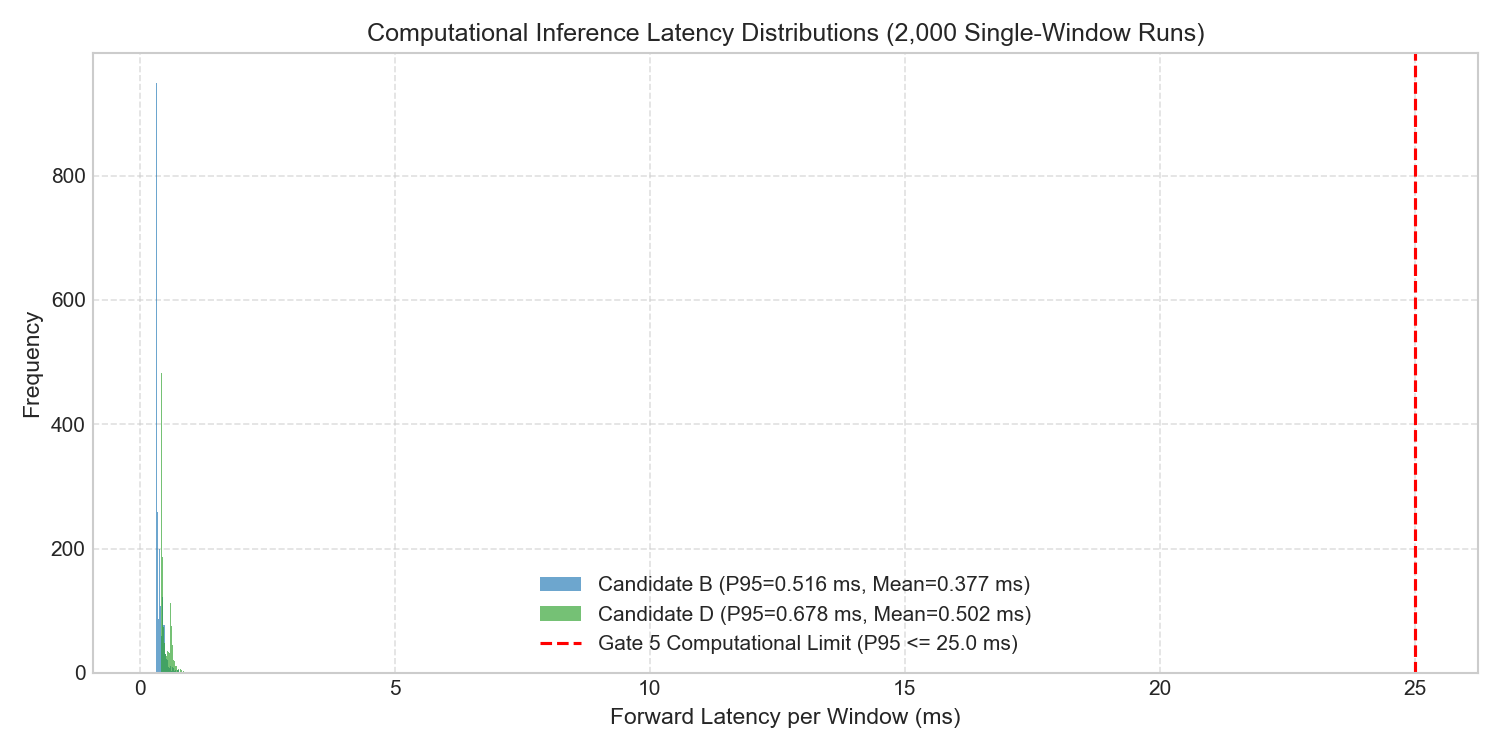 Computational Inference Latency Distributions (2,000 Single-Window Runs)
Frequency
800
600
400
200
0
Candidate B (P95=0.516 ms, Mean=0.377 ms)
Candidate D (P95=0.678 ms, Mean=0.502 ms)
Gate 5 Computational Limit (P95 <= 25.0 ms)
0 5 10 15 20 25
Forward Latency per Window (ms)